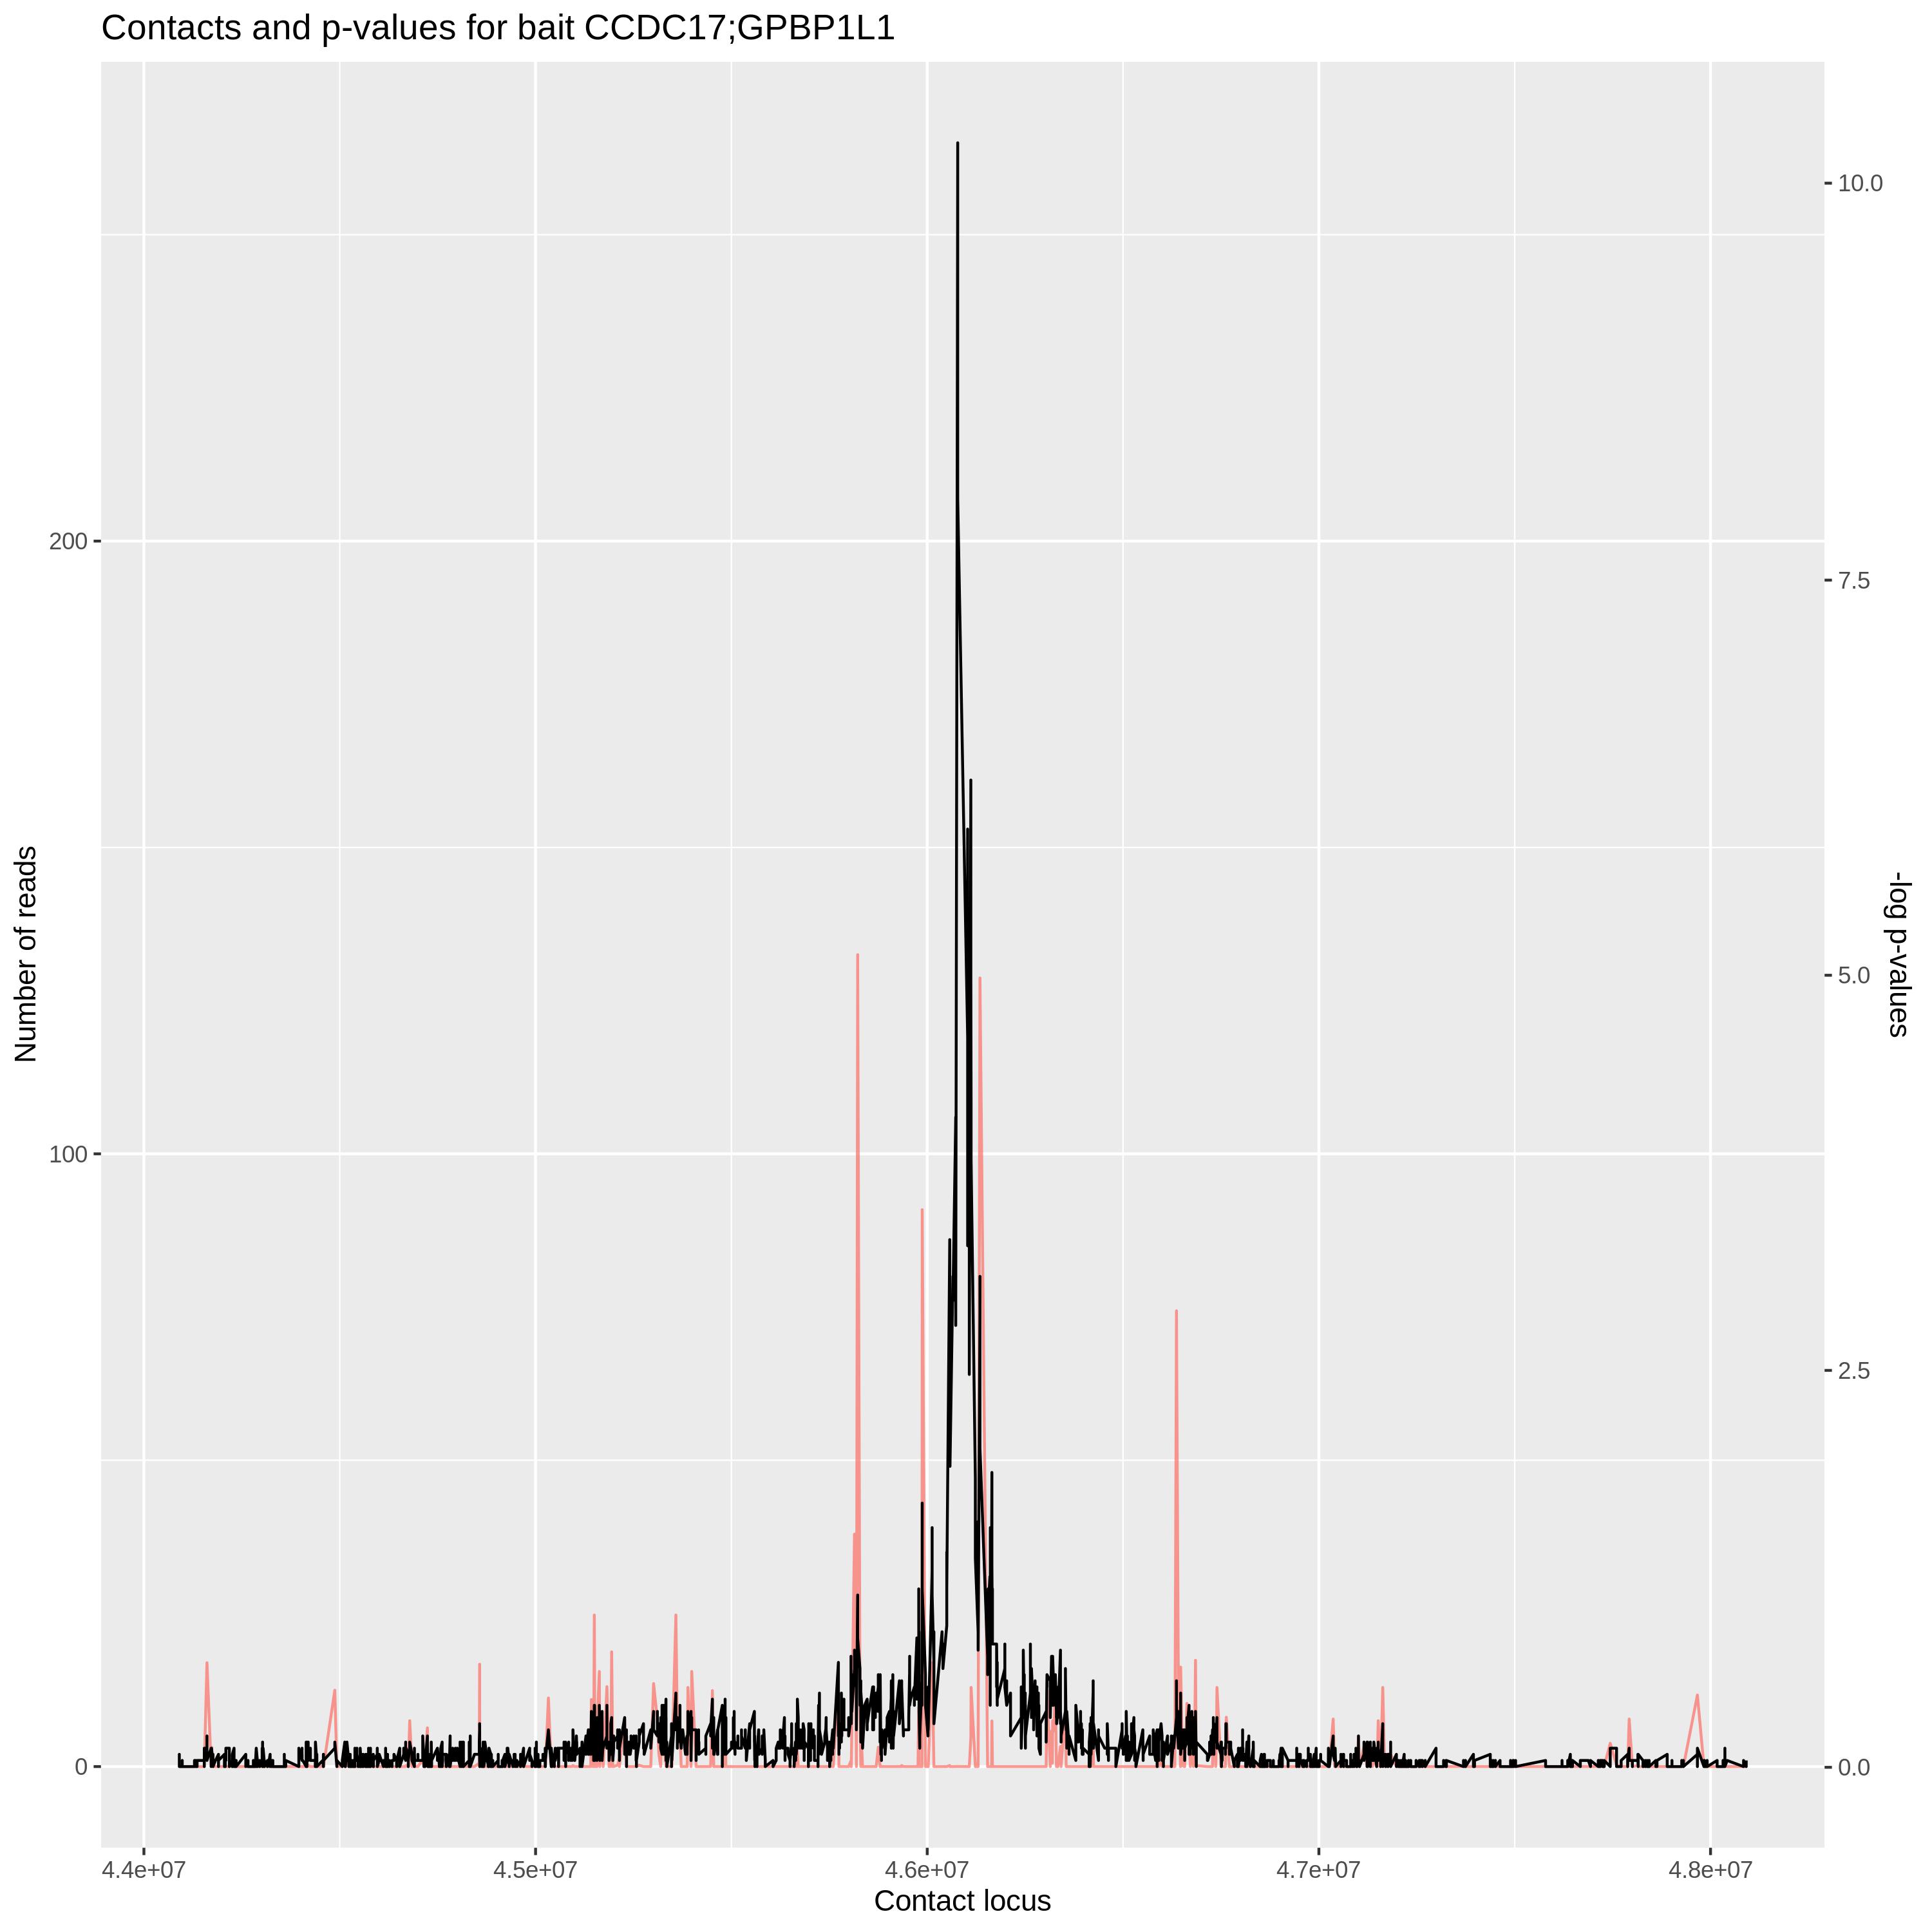 Contacts and p-values for bait CCDC17;GPBP1L1
10.0
200
7.5
Number of reads
-log p-values
5.0
100
2.5
0
0.0
4.4e+07 4.5e+07 4.6e+07 4.7e+07 4.8e+07
Contact locus